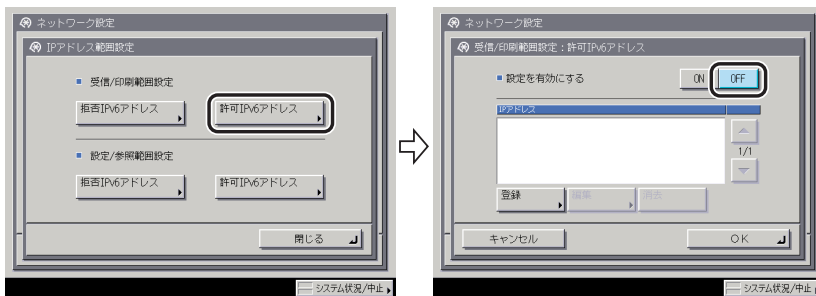 ネットワーク設定
IPアドレス範囲設定
受信/印刷範囲設定
拒否IPv6アドレス
許可IPv6アドレス
設定/参照範囲設定
拒否IPv6アドレス
許可IPv6アドレス
閉じる
システム状況/中止
ネットワーク設定
受信/印刷範囲設定:許可IPv6アドレス
設定を有効にする
ON
OFF
IPアドレス
1/1
登録
編集
消去
キャンセル
OK
システム状況/中止